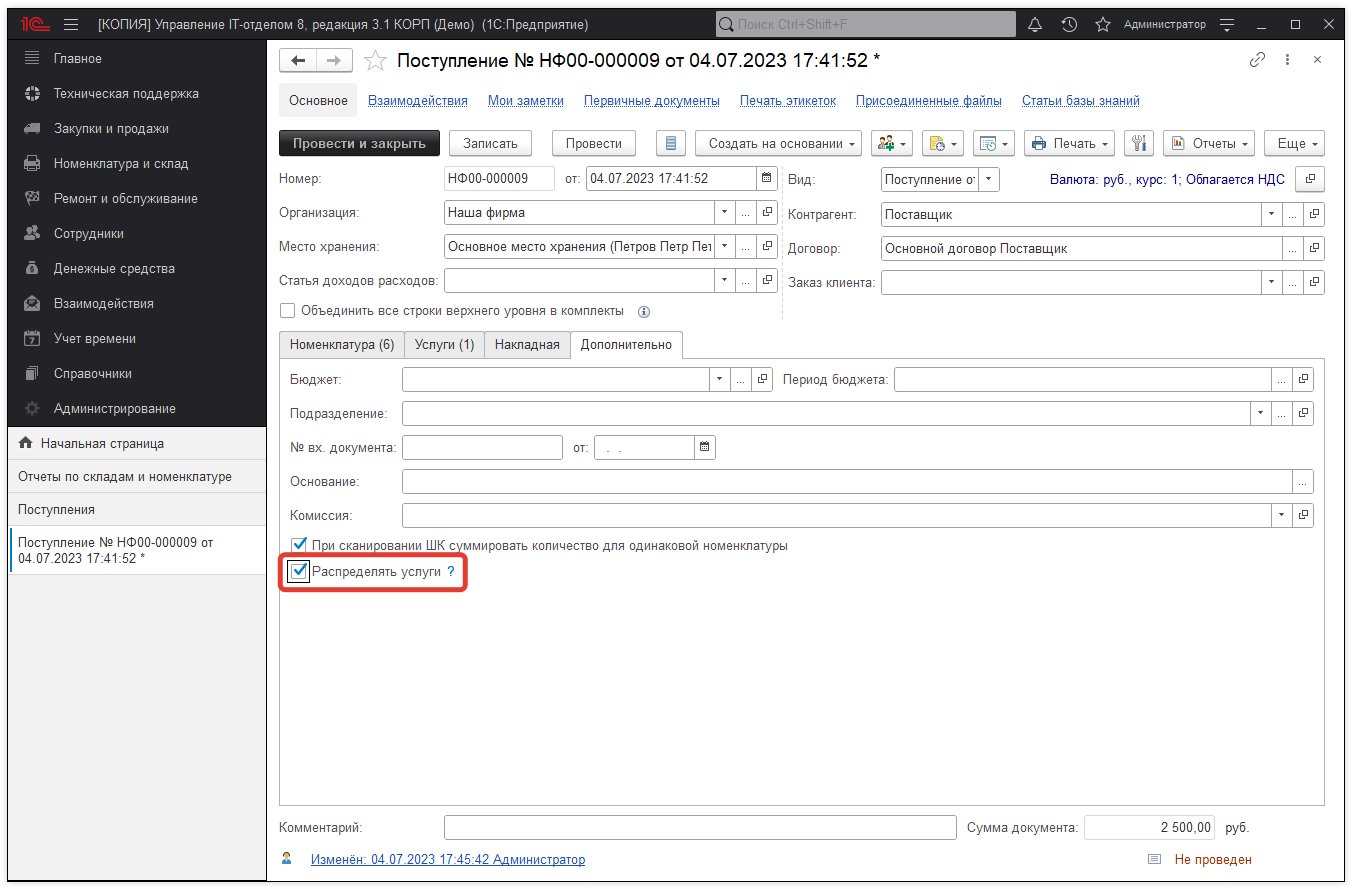 1С [КОПИЯ] Управление IT-отделом 8, редакция 3.1 КОРП (Демо) (1С:Предприятие) Поиск Ctrl+Shift+F Администратор
Главное
Техническая поддержка
Закупки и продажи
Номенклатура и склад
Ремонт и обслуживание
Сотрудники
Денежные средства
Взаимодействия
7 Учет времени
Справочники
Администрирование
Начальная страница
Отчеты по складам и номенклатуре
Поступления
Поступление № НФ00-000009 от
04.07.2023 17:41:52 *
Поступление № НФ00-000009 от 04.07.2023 17:41:52 *
Основное Взаимодействия Мои заметки Первичные документы Печать этикеток Присоединенные файлы Статьи базы знаний
Провести и закрыть Записать Провести Создать на основании Печать Отчеты Еще
Номер: НФ00-000009 от: 04.07.2023 17:41:52 Вид: Поступление от Валюта: руб., курс: 1; Облагается НДС
Организация: Наша фирма ... Контрагент: Поставщик ...
Место хранения: Основное место хранения (Петров Петр Пет ... Договор: Основной договор Поставщик ...
Статья доходов расходов: ... Заказ клиента: ...
Объединить все строки верхнего уровня в комплекты
Номенклатура (6) Услуги (1) Накладная Дополнительно
Бюджет: ... Период бюджета: ...
Подразделение: ...
№ вх. документа: от: . .
Основание: ...
Комиссия:
При сканировании ШК суммировать количество для одинаковой номенклатуры
Распределять услуги ?
Комментарий: Сумма документа: 2 500,00 руб.
Изменён: 04.07.2023 17:45:42 Администратор Не проведен